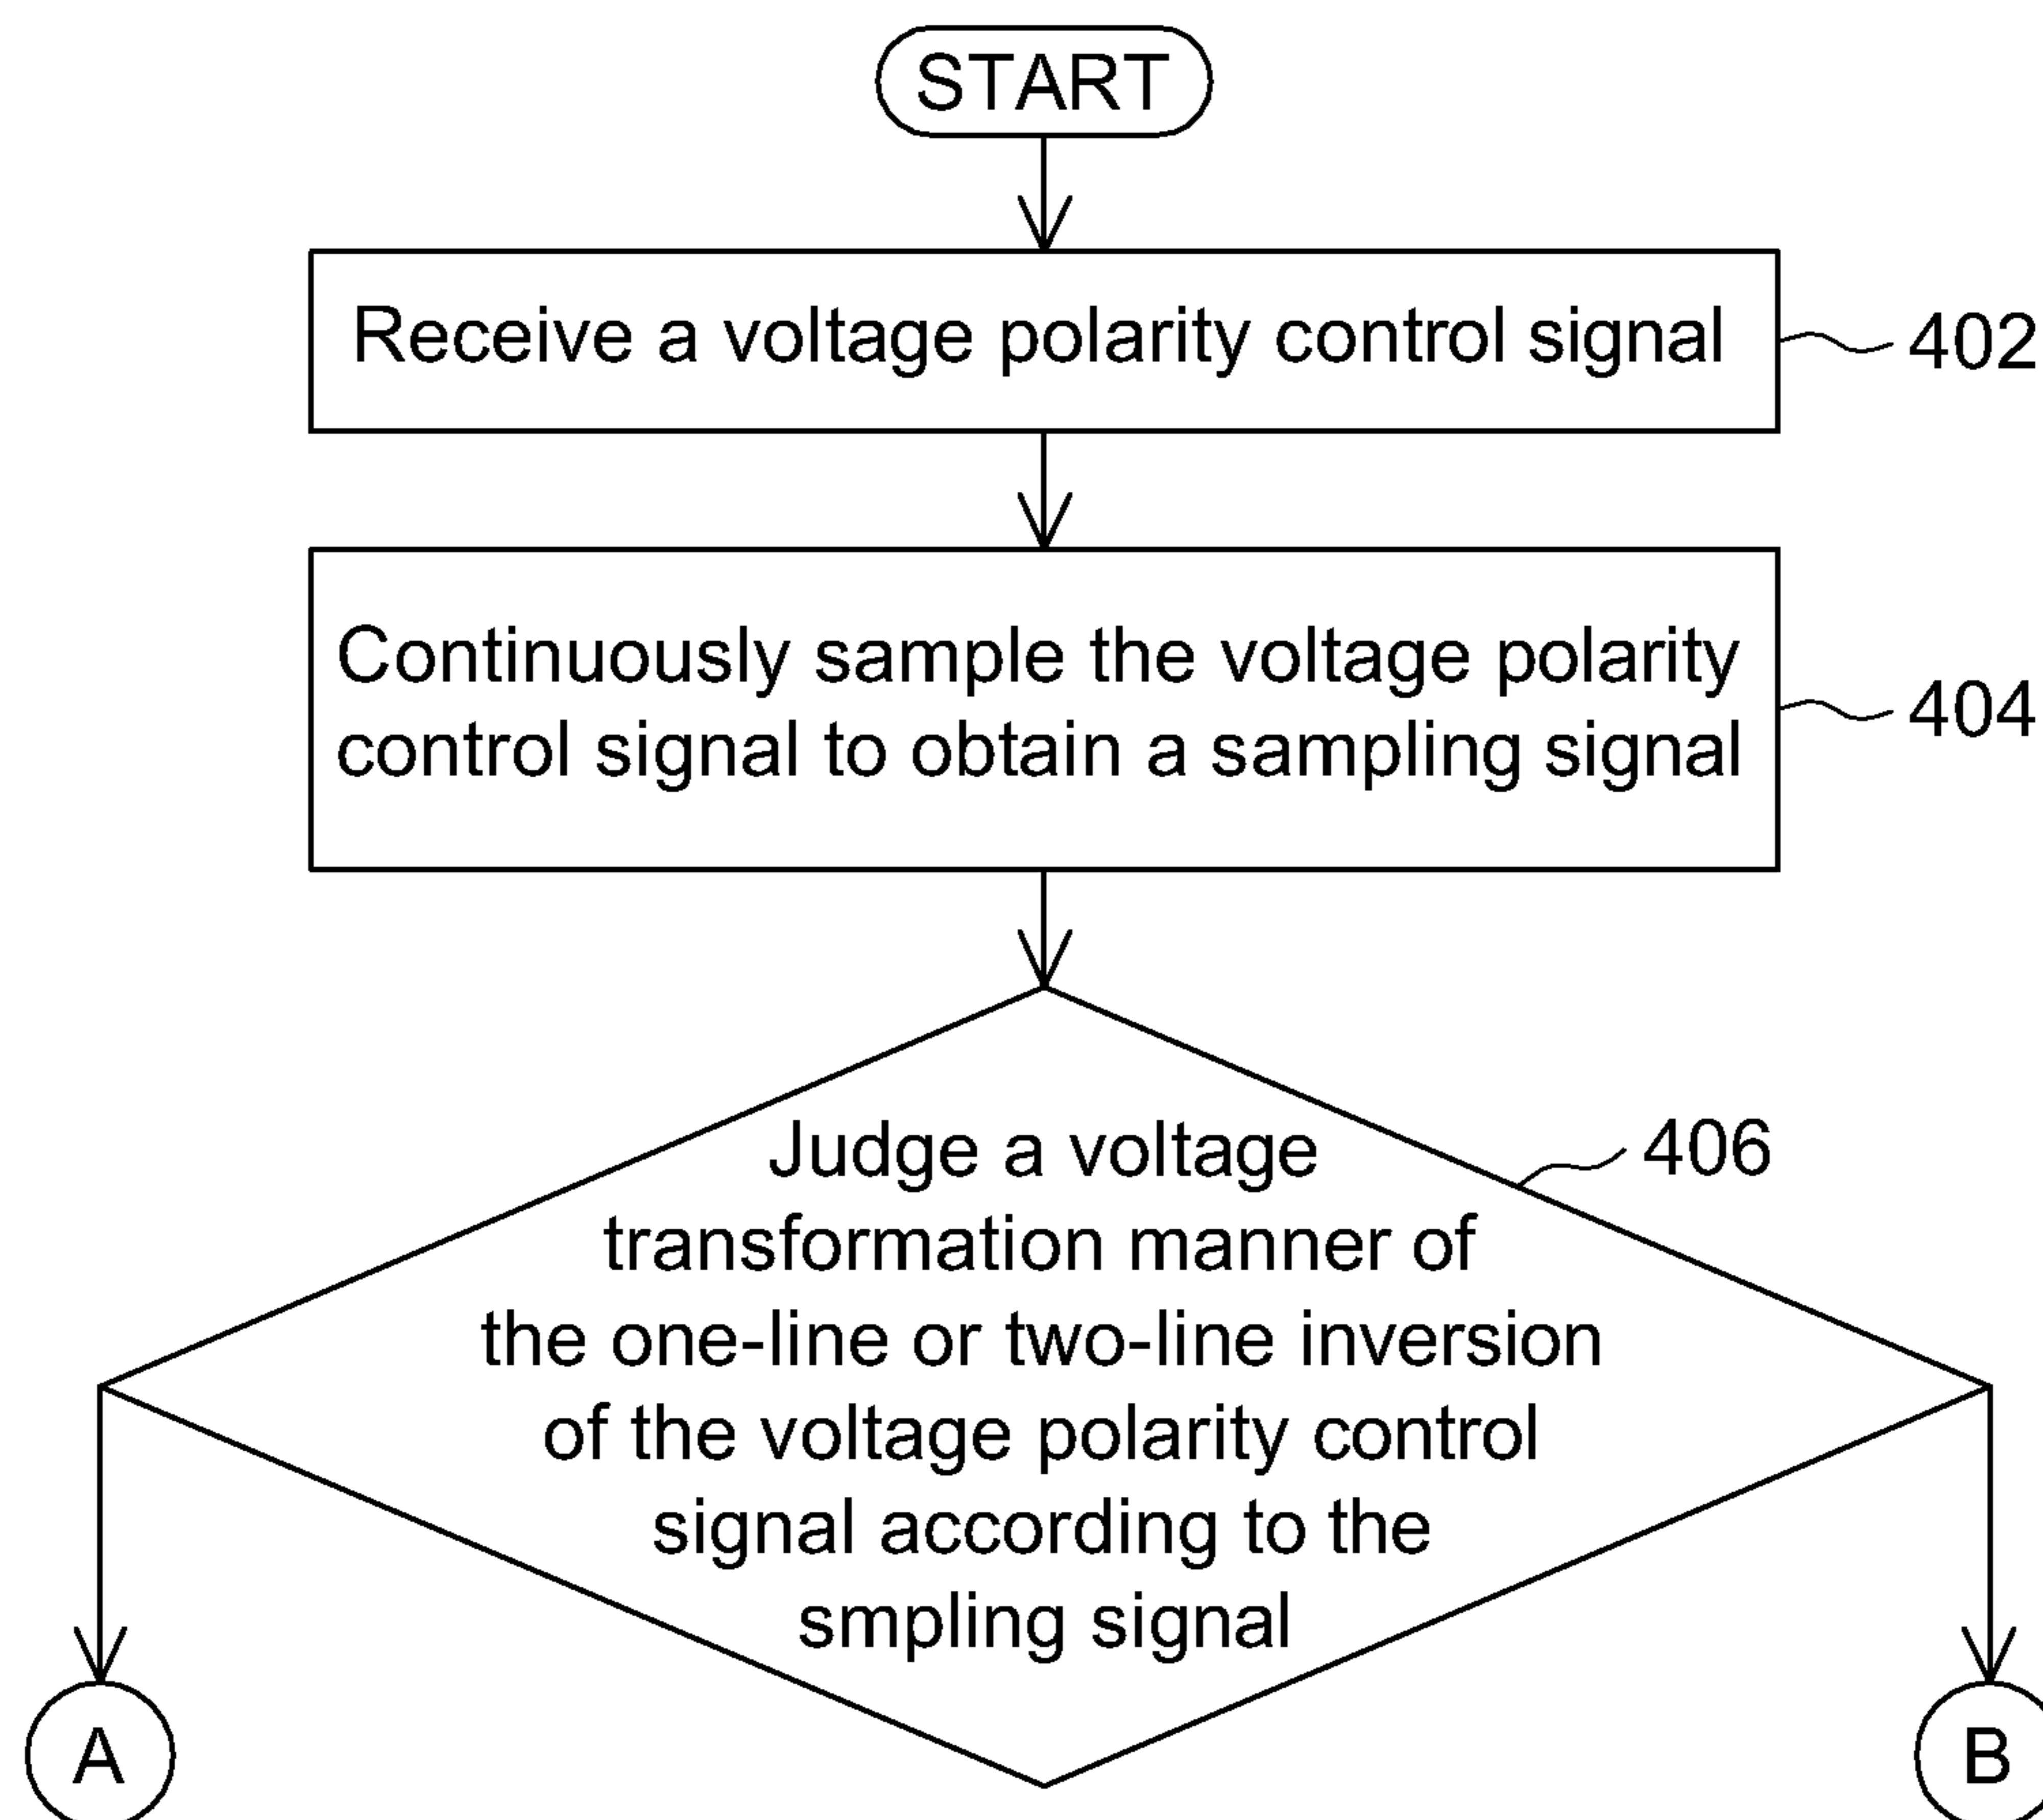 START
Receive a voltage polarity control signal
402
Continuously sample the voltage polarity
control signal to obtain a sampling signal
404
Judge a voltage
406
transformation manner of
the one-line or two-line inversion
of the voltage polarity control
signal according to the
smpling signal
A
B